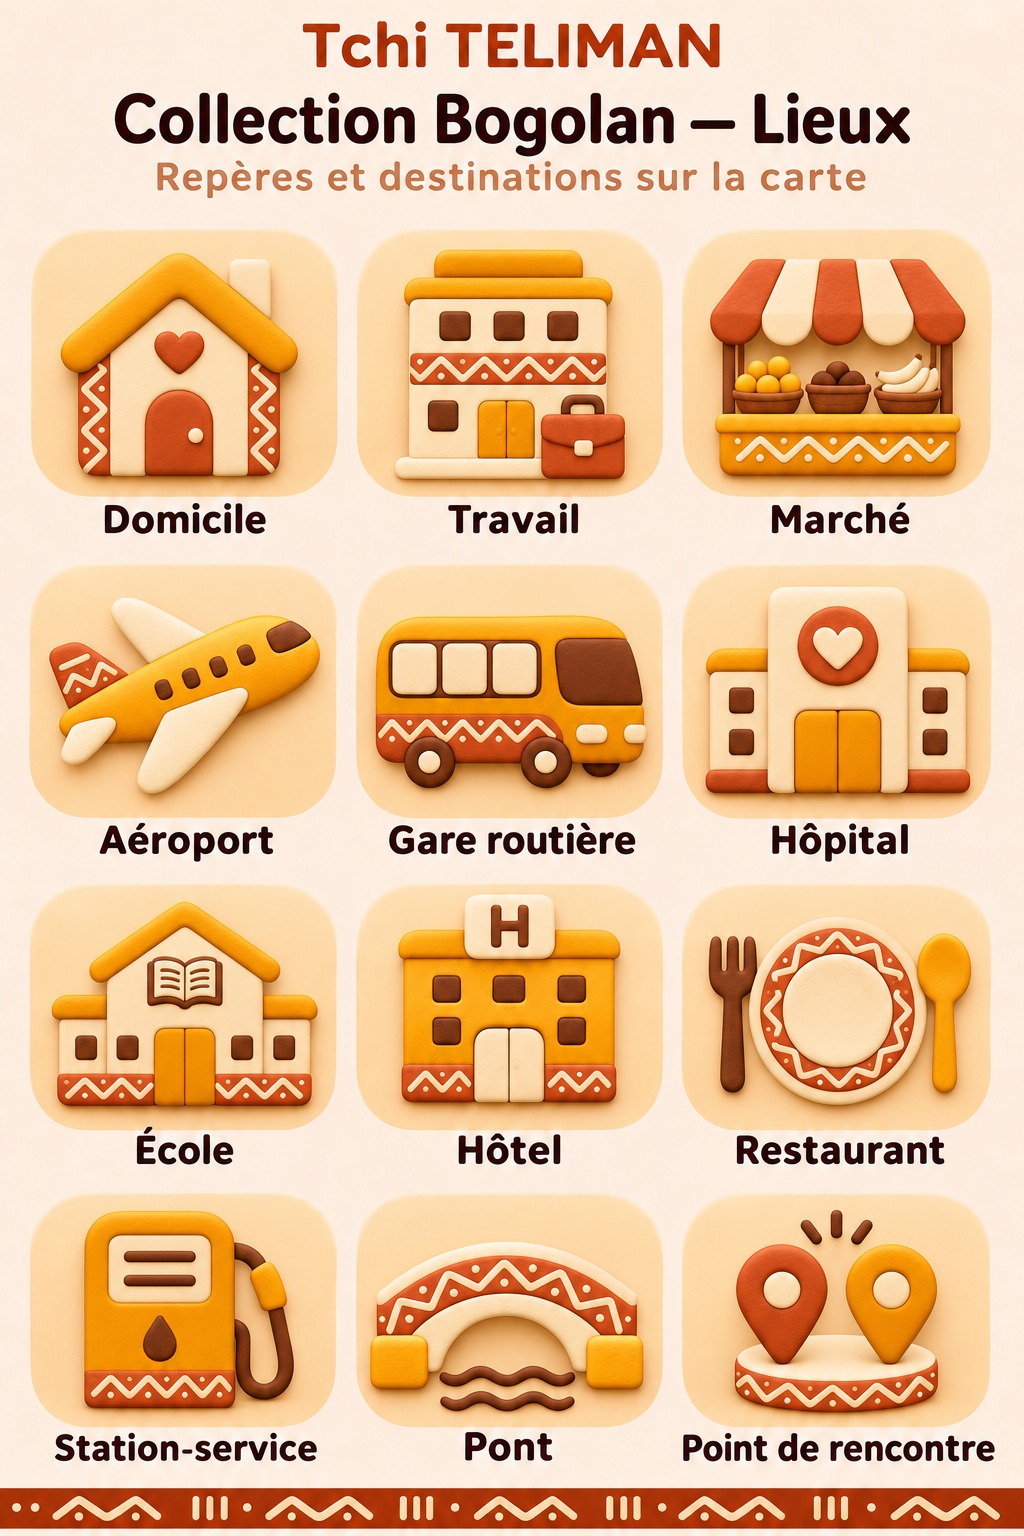 Tchi TELIMAN
Collection Bogolan – Lieux
Repères et destinations sur la carte
Domicile
Travail
Marché
Aéroport
Gare routière
Hôpital
H
École
Hôtel
Restaurant
Station-service
Pont
Point de rencontre